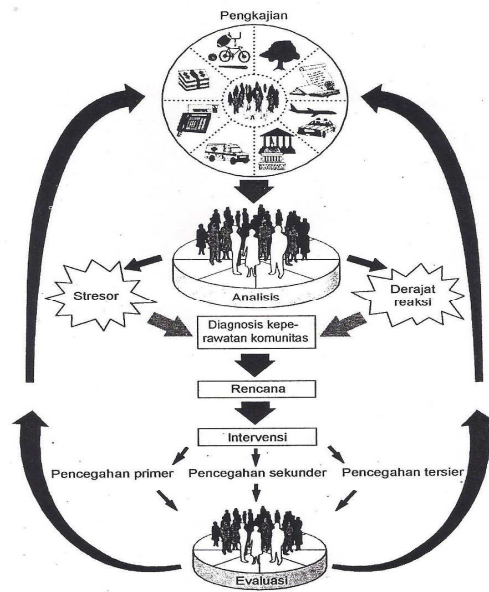 Pengkajian
Analisis
Stresor
Derajat
reaksi
Diagnosis kepe-
rawatan komunitas
Rencana
Intervensi
Pencegahan primer
Pencegahan sekunder
Pencegahan tersier
Evaluasi